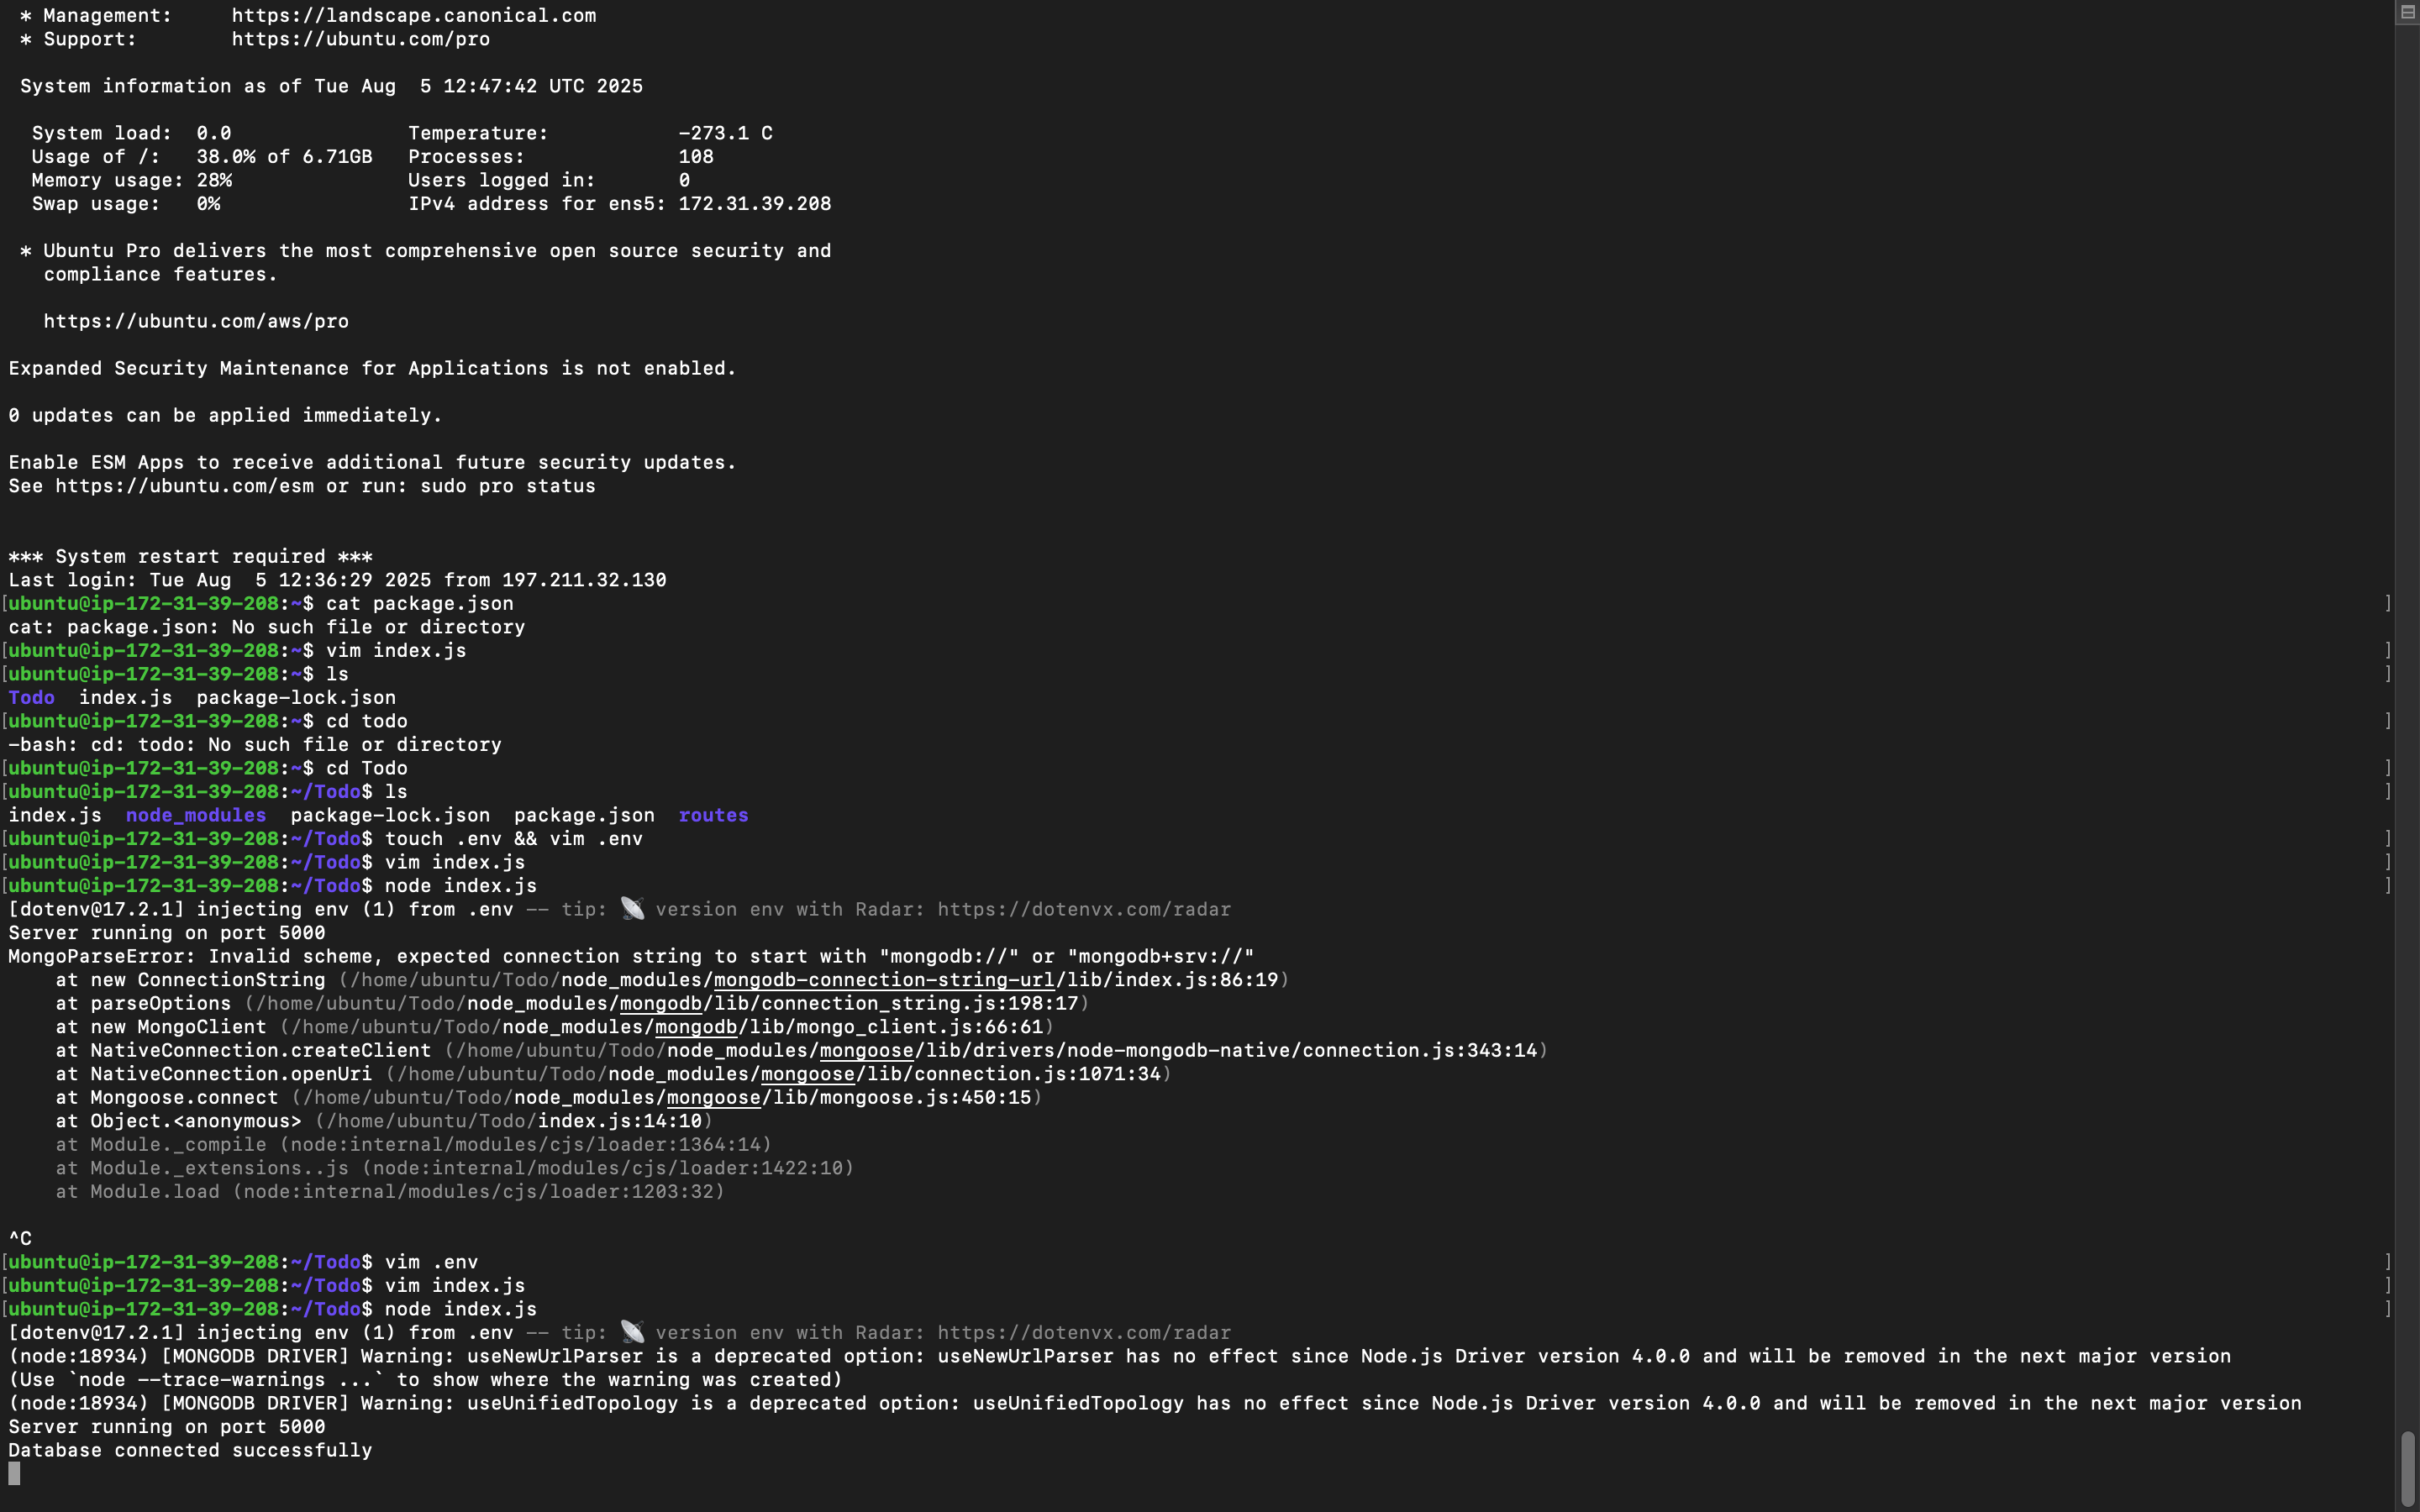 * Management:     https://landscape.canonical.com
 * Support:        https://ubuntu.com/pro

 System information as of Tue Aug  5 12:47:42 UTC 2025

  System load:  0.0               Temperature:           -273.1 C
  Usage of /:   38.0% of 6.71GB   Processes:             108
  Memory usage: 28%               Users logged in:       0
  Swap usage:   0%                IPv4 address for ens5: 172.31.39.208

 * Ubuntu Pro delivers the most comprehensive open source security and
   compliance features.

   https://ubuntu.com/aws/pro

Expanded Security Maintenance for Applications is not enabled.

0 updates can be applied immediately.

Enable ESM Apps to receive additional future security updates.
See https://ubuntu.com/esm or run: sudo pro status


*** System restart required ***
Last login: Tue Aug  5 12:36:29 2025 from 197.211.32.130
[ubuntu@ip-172-31-39-208:~$ cat package.json ]
cat: package.json: No such file or directory
[ubuntu@ip-172-31-39-208:~$ vim index.js ]
[ubuntu@ip-172-31-39-208:~$ ls ]
Todo  index.js  package-lock.json
[ubuntu@ip-172-31-39-208:~$ cd todo ]
-bash: cd: todo: No such file or directory
[ubuntu@ip-172-31-39-208:~$ cd Todo ]
[ubuntu@ip-172-31-39-208:~/Todo$ ls ]
index.js  node_modules  package-lock.json  package.json  routes
[ubuntu@ip-172-31-39-208:~/Todo$ touch .env && vim .env ]
[ubuntu@ip-172-31-39-208:~/Todo$ vim index.js ]
[ubuntu@ip-172-31-39-208:~/Todo$ node index.js ]
[dotenv@17.2.1] injecting env (1) from .env -- tip: 📡 version env with Radar: https://dotenvx.com/radar
Server running on port 5000
MongoParseError: Invalid scheme, expected connection string to start with "mongodb://" or "mongodb+srv://"
    at new ConnectionString (/home/ubuntu/Todo/node_modules/mongodb-connection-string-url/lib/index.js:86:19)
    at parseOptions (/home/ubuntu/Todo/node_modules/mongodb/lib/connection_string.js:198:17)
    at new MongoClient (/home/ubuntu/Todo/node_modules/mongodb/lib/mongo_client.js:66:61)
    at NativeConnection.createClient (/home/ubuntu/Todo/node_modules/mongoose/lib/drivers/node-mongodb-native/connection.js:343:14)
    at NativeConnection.openUri (/home/ubuntu/Todo/node_modules/mongoose/lib/connection.js:1071:34)
    at Mongoose.connect (/home/ubuntu/Todo/node_modules/mongoose/lib/mongoose.js:450:15)
    at Object.<anonymous> (/home/ubuntu/Todo/index.js:14:10)
    at Module._compile (node:internal/modules/cjs/loader:1364:14)
    at Module._extensions..js (node:internal/modules/cjs/loader:1422:10)
    at Module.load (node:internal/modules/cjs/loader:1203:32)

^C
[ubuntu@ip-172-31-39-208:~/Todo$ vim .env ]
[ubuntu@ip-172-31-39-208:~/Todo$ vim index.js ]
[ubuntu@ip-172-31-39-208:~/Todo$ node index.js ]
[dotenv@17.2.1] injecting env (1) from .env -- tip: 📡 version env with Radar: https://dotenvx.com/radar
(node:18934) [MONGODB DRIVER] Warning: useNewUrlParser is a deprecated option: useNewUrlParser has no effect since Node.js Driver version 4.0.0 and will be removed in the next major version
(Use `node --trace-warnings ...` to show where the warning was created)
(node:18934) [MONGODB DRIVER] Warning: useUnifiedTopology is a deprecated option: useUnifiedTopology has no effect since Node.js Driver version 4.0.0 and will be removed in the next major version
Server running on port 5000
Database connected successfully